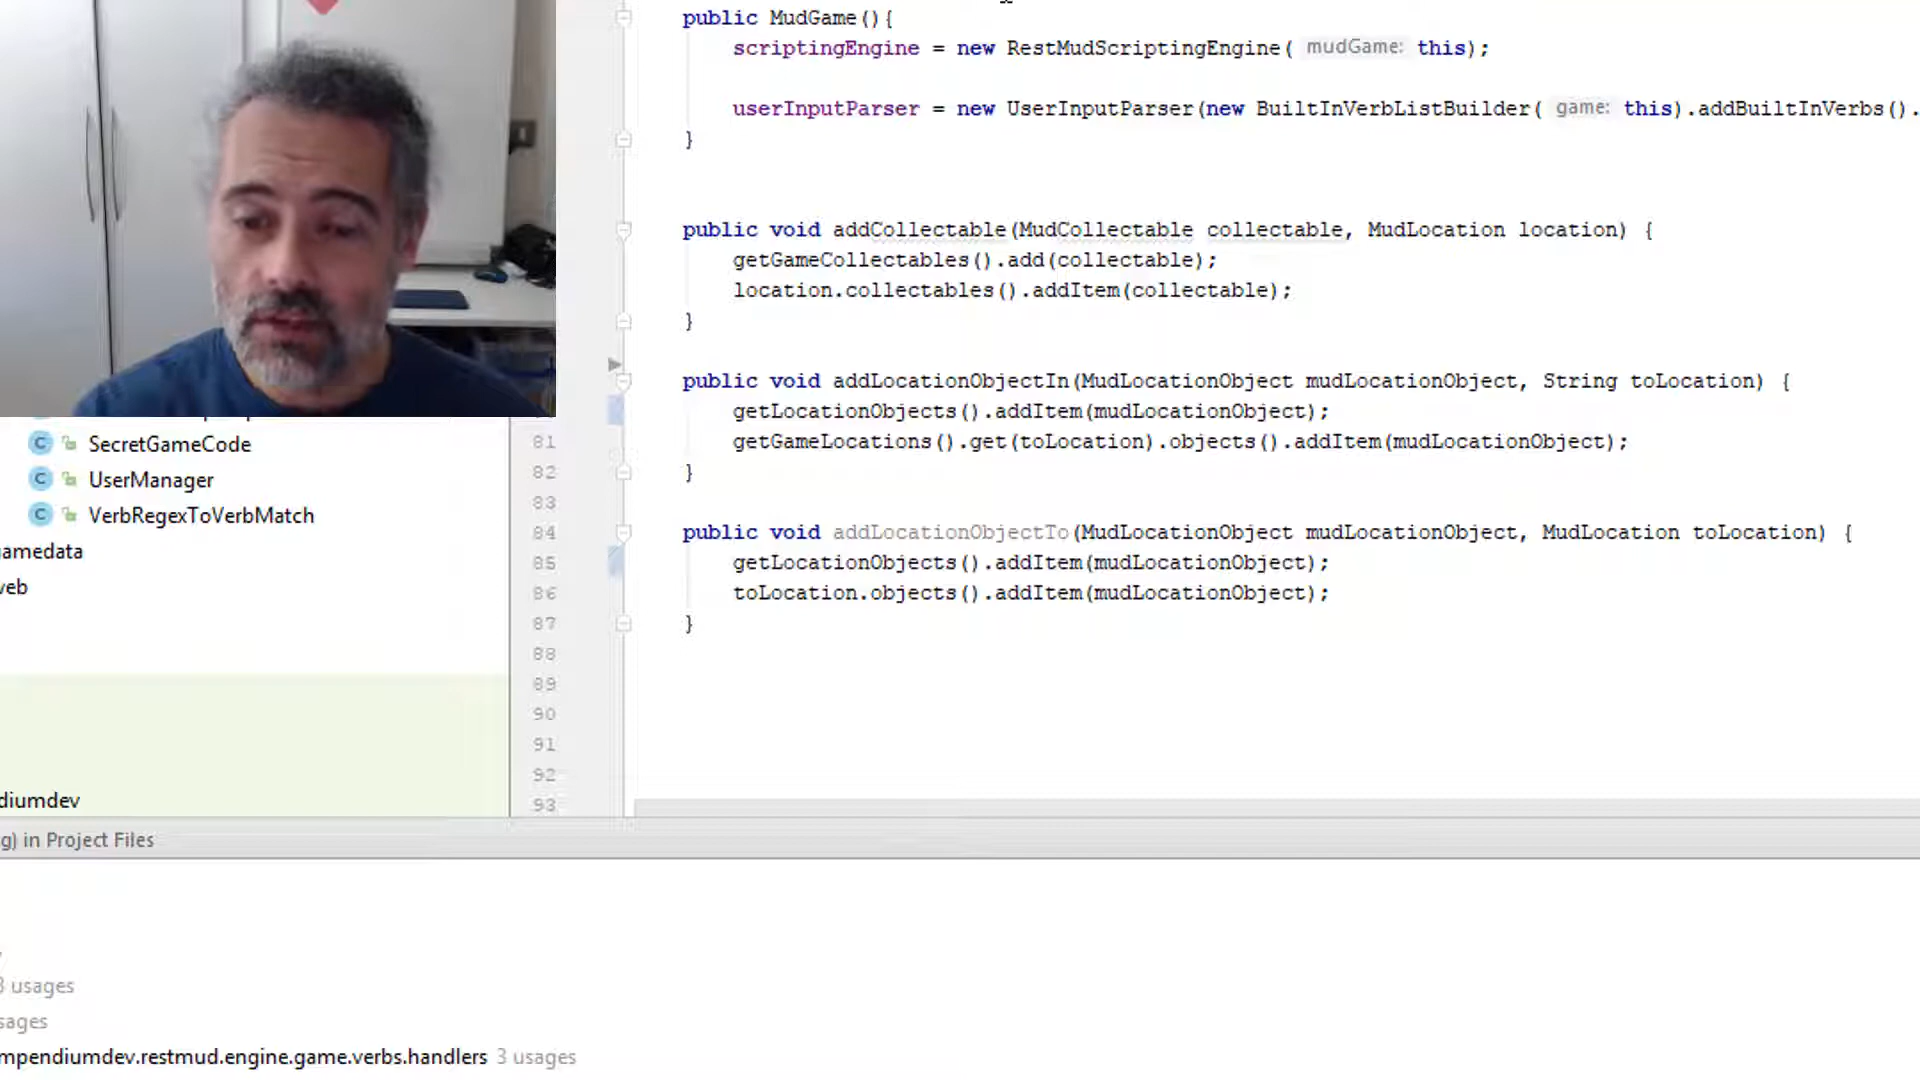 public MudGame(){
scriptingEngine = new RestMudScriptingEngine( mudGame: this);
userInputParser = new UserInputParser(new BuiltInVerbListBuilder( game: this).addBuiltInVerbs().
}
public void addCollectable(MudCollectable collectable, MudLocation location) {
getGameCollectables().add(collectable);
location.collectables().addItem(collectable);
}
public void addLocationObjectIn(MudLocationObject mudLocationObject, String toLocation) {
getLocationObjects().addItem(mudLocationObject);
81 getGameLocations().get(toLocation).objects().addItem(mudLocationObject);
82 }
83
84 public void addLocationObjectTo(MudLocationObject mudLocationObject, MudLocation toLocation) {
85 getLocationObjects().addItem(mudLocationObject);
86 toLocation.objects().addItem(mudLocationObject);
87 }
88
89
90
91
92
93
C SecretGameCode
C UserManager
C VerbRegexToVerbMatch
amedata
eb
diumdev
g) in Project Files
3 usages
sages
mpendiumdev.restmud.engine.game.verbs.handlers 3 usages